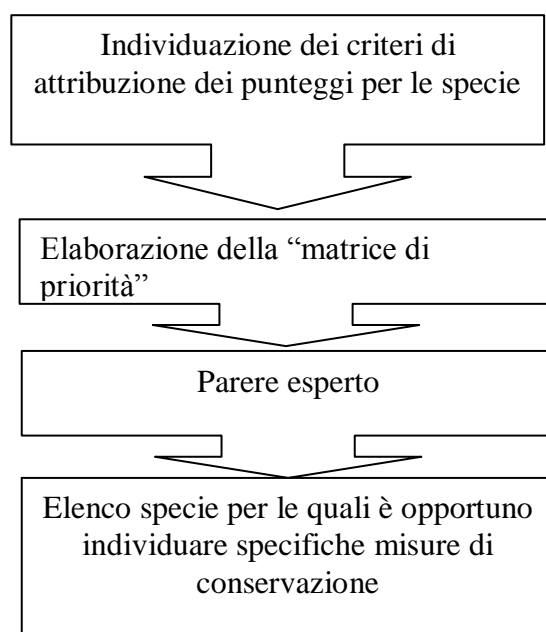 Individuazione dei criteri di
attribuzione dei punteggi per le specie
Elaborazione della “matrice di
priorità”
Parere esperto
Elenco specie per le quali è opportuno
individuare specifiche misure di
conservazione